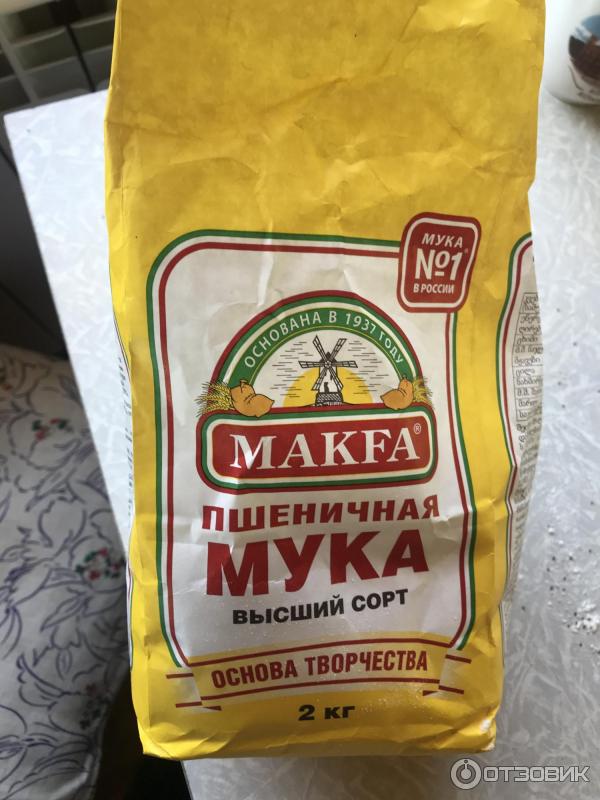 МУКА
№1
В РОССИИ
ОСНОВАНА В 1937 ГОДУ
MAKFA®
ПШЕНИЧНАЯ
МУКА
ВЫСШИЙ СОРТ
ОСНОВА ТВОРЧЕСТВА
2 кг
ОТЗОВИК